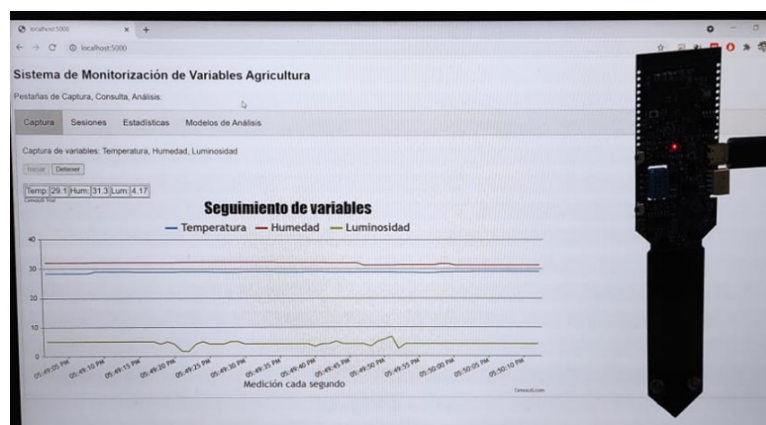 localhost:5000
localhost:5000
Sistema de Monitorización de Variables Agricultura
Pestañas de Captura, Consulta, Análisis:
Captura Sesiones Estadísticas Modelos de Análisis
Captura de variables: Temperatura, Humedad, Luminosidad
Iniciar Detener
Temp: 29.1 Hum: 31.3 Lum: 4.17
CanvasJS Trial
Seguimiento de variables
Temperatura Humedad Luminosidad
40
30
20
10
0
05:49:05 PM 05:49:10 PM 05:49:15 PM 05:49:20 PM 05:49:25 PM 05:49:30 PM 05:49:35 PM 05:49:40 PM 05:49:45 PM 05:49:50 PM 05:49:55 PM 05:50:00 PM 05:50:05 PM 05:50:10 PM
Medición cada segundo
CanvasJS.com